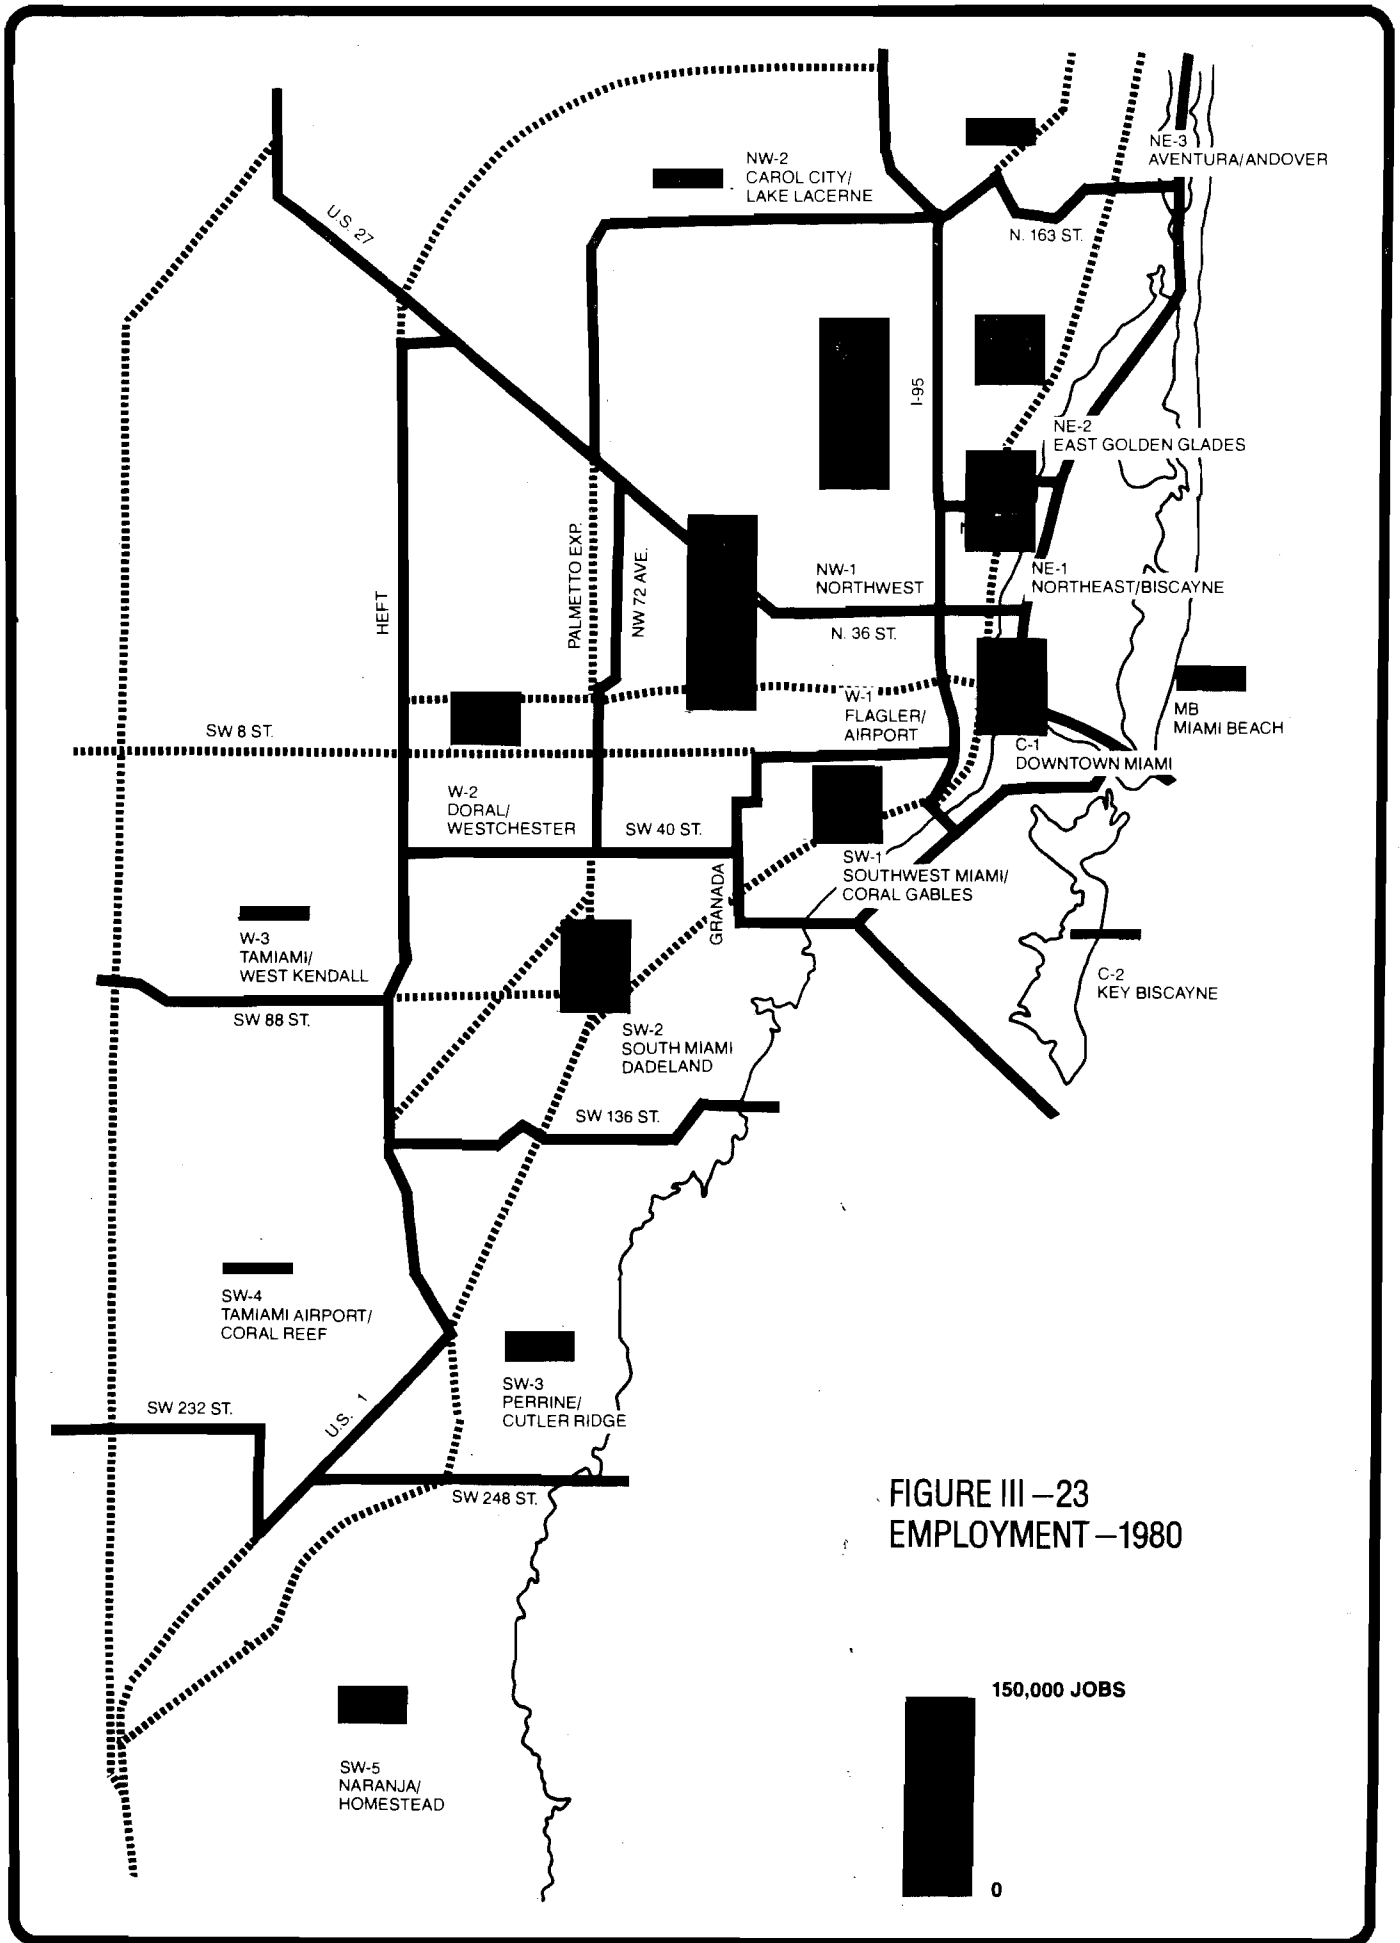 NE-3
AVENTURA/ANDOVER
NW-2
CAROL CITY/
LAKE LACERNE
U.S. 27
N. 163 ST.
I-95
NE-2
EAST GOLDEN GLADES
HEFT
PALMETTO EXP.
NW 72 AVE.
NW-1
NORTHWEST
NE-1
NORTHEAST/BISCAYNE
N. 36 ST.
W-1
FLAGLER/
AIRPORT
MB
MIAMI BEACH
SW 8 ST.
C-1
DOWNTOWN MIAMI
W-2
DORAL/
WESTCHESTER
SW 40 ST.
SW-1
SOUTHWEST MIAMI/
CORAL GABLES
GRANADA
W-3
TAMIAMI/
WEST KENDALL
C-2
KEY BISCAYNE
SW 88 ST.
SW-2
SOUTH MIAMI
DADELAND
SW 136 ST.
SW-4
TAMIAMI AIRPORT/
CORAL REEF
SW-3
PERRINE/
CUTLER RIDGE
SW 232 ST.
U.S. 1
SW 248 ST.
FIGURE III-23
EMPLOYMENT-1980
150,000 JOBS
0
SW-5
NARANJA/
HOMESTEAD